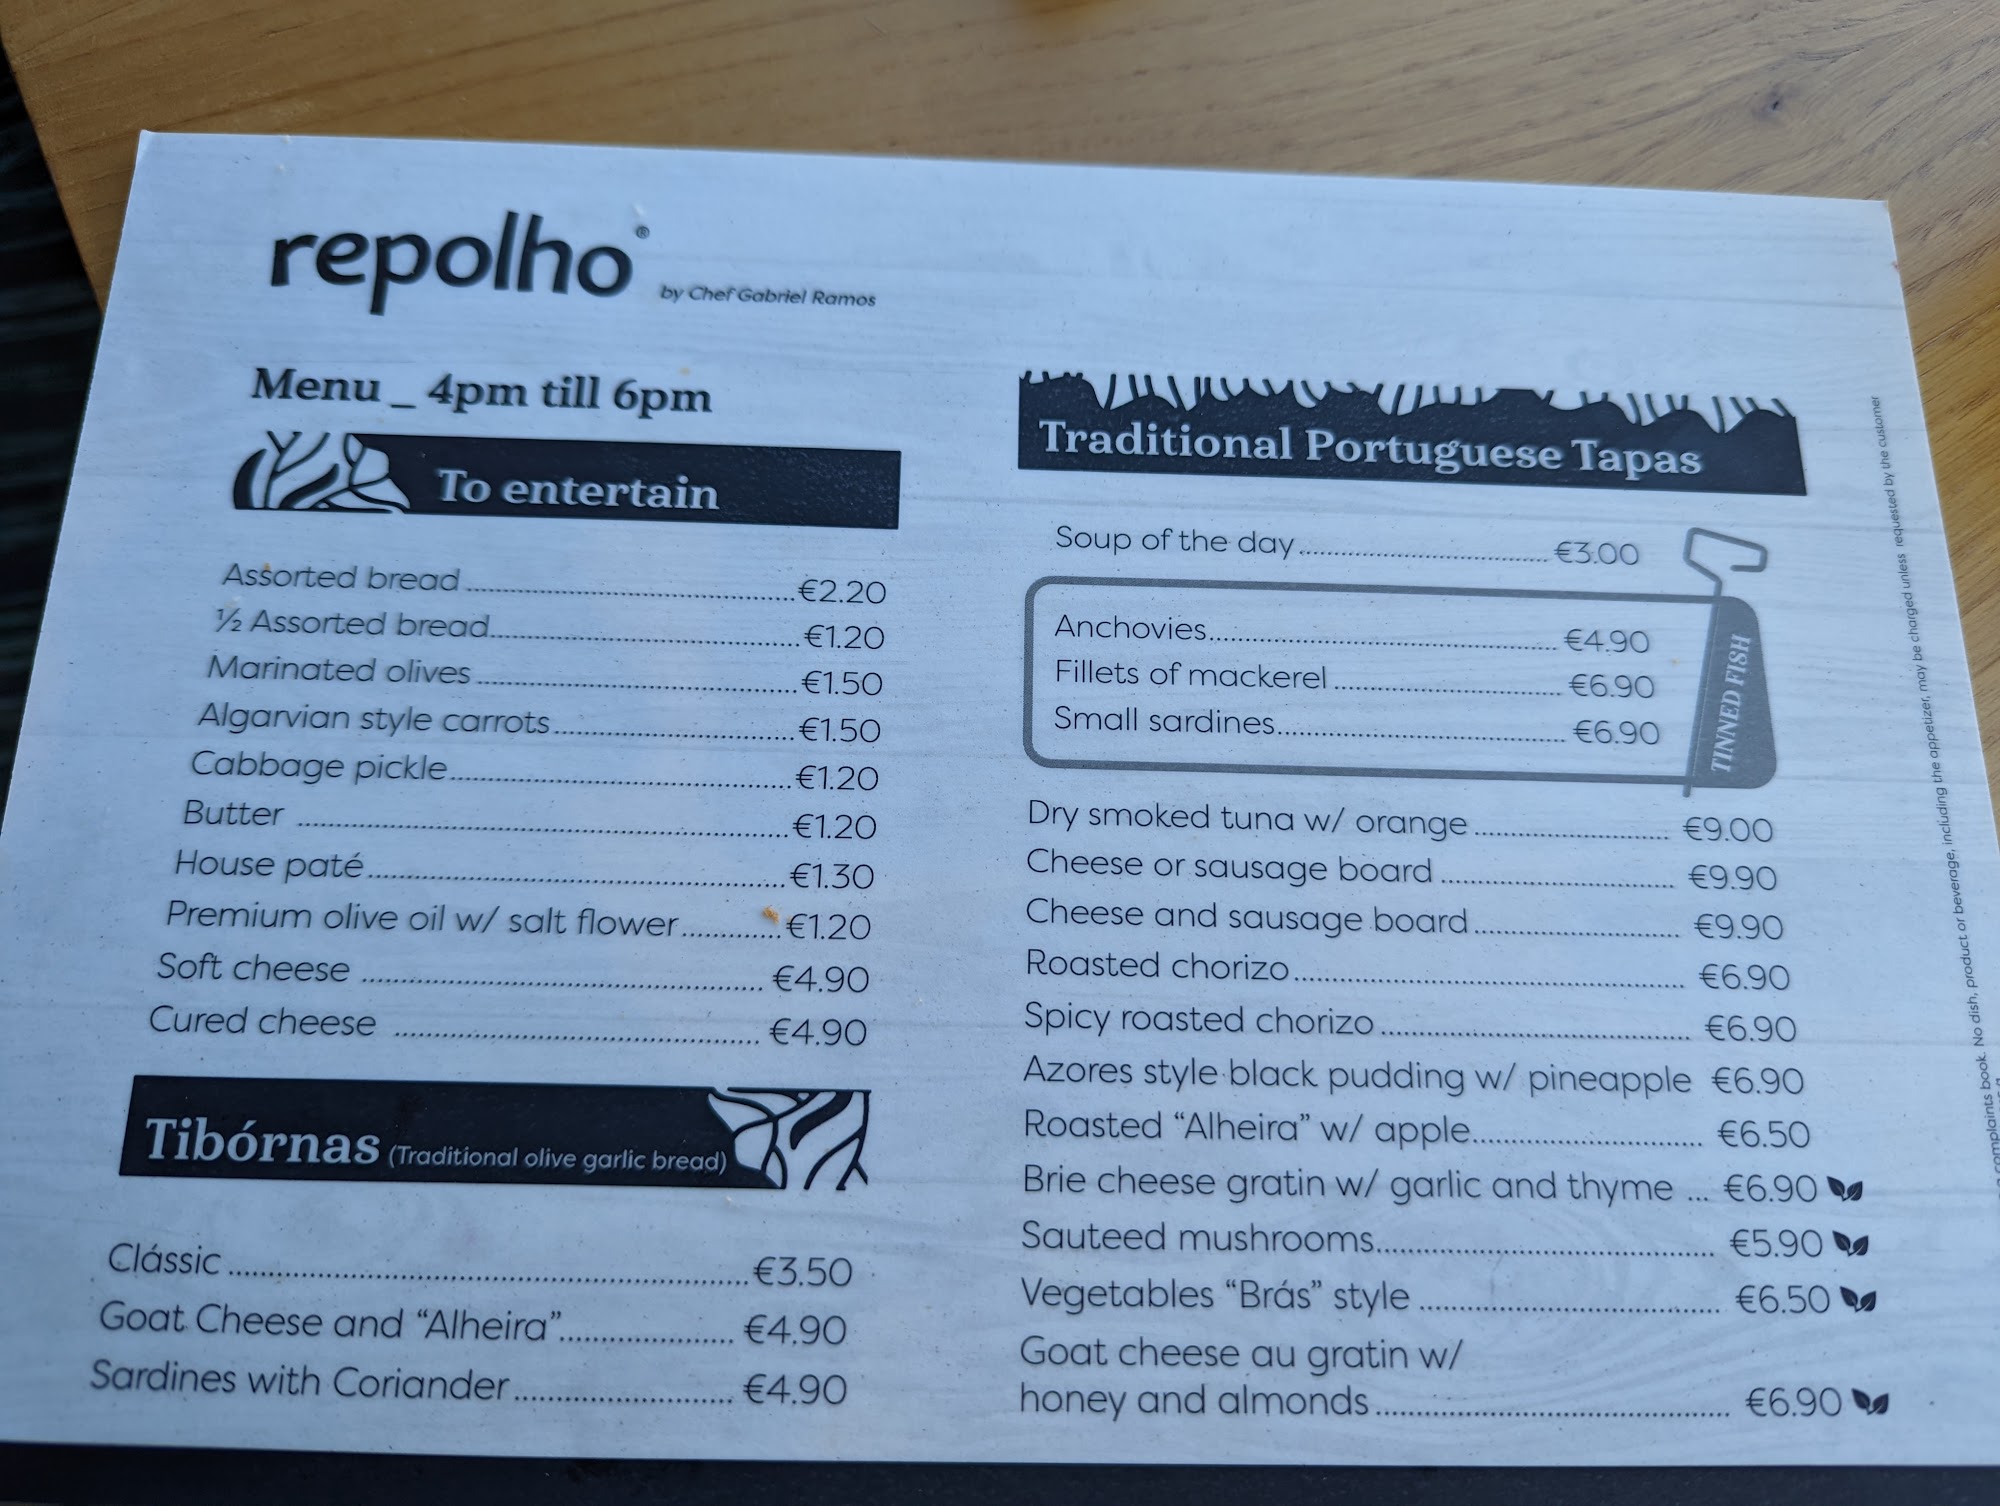 repolho®
by Chef Gabriel Ramos
Menu _ 4pm till 6pm
To entertain
Assorted bread ........ €2.20
½ Assorted bread ........ €1.20
Marinated olives ........ €1.50
Algarvian style carrots ........ €1.50
Cabbage pickle ........ €1.20
Butter ........ €1.20
House paté ........ €1.30
Premium olive oil w/ salt flower ........ €1.20
Soft cheese ........ €4.90
Cured cheese ........ €4.90
Tibórnas (Traditional olive garlic bread)
Clássic ........ €3.50
Goat Cheese and “Alheira” ........ €4.90
Sardines with Coriander ........ €4.90
Traditional Portuguese Tapas
Soup of the day ........ €3.00
Anchovies ........ €4.90
Fillets of mackerel ........ €6.90
Small sardines ........ €6.90
TINNED FISH
Dry smoked tuna w/ orange ........ €9.00
Cheese or sausage board ........ €9.90
Cheese and sausage board ........ €9.90
Roasted chorizo ........ €6.90
Spicy roasted chorizo ........ €6.90
Azores style black pudding w/ pineapple €6.90
Roasted “Alheira” w/ apple ........ €6.50
Brie cheese gratin w/ garlic and thyme ... €6.90
Sauteed mushrooms ........ €5.90
Vegetables “Brás” style ........ €6.50
Goat cheese au gratin w/
honey and almonds ........ €6.90
complaints book. No dish, product or beverage, including the appetizer, may be charged unless requested by the customer